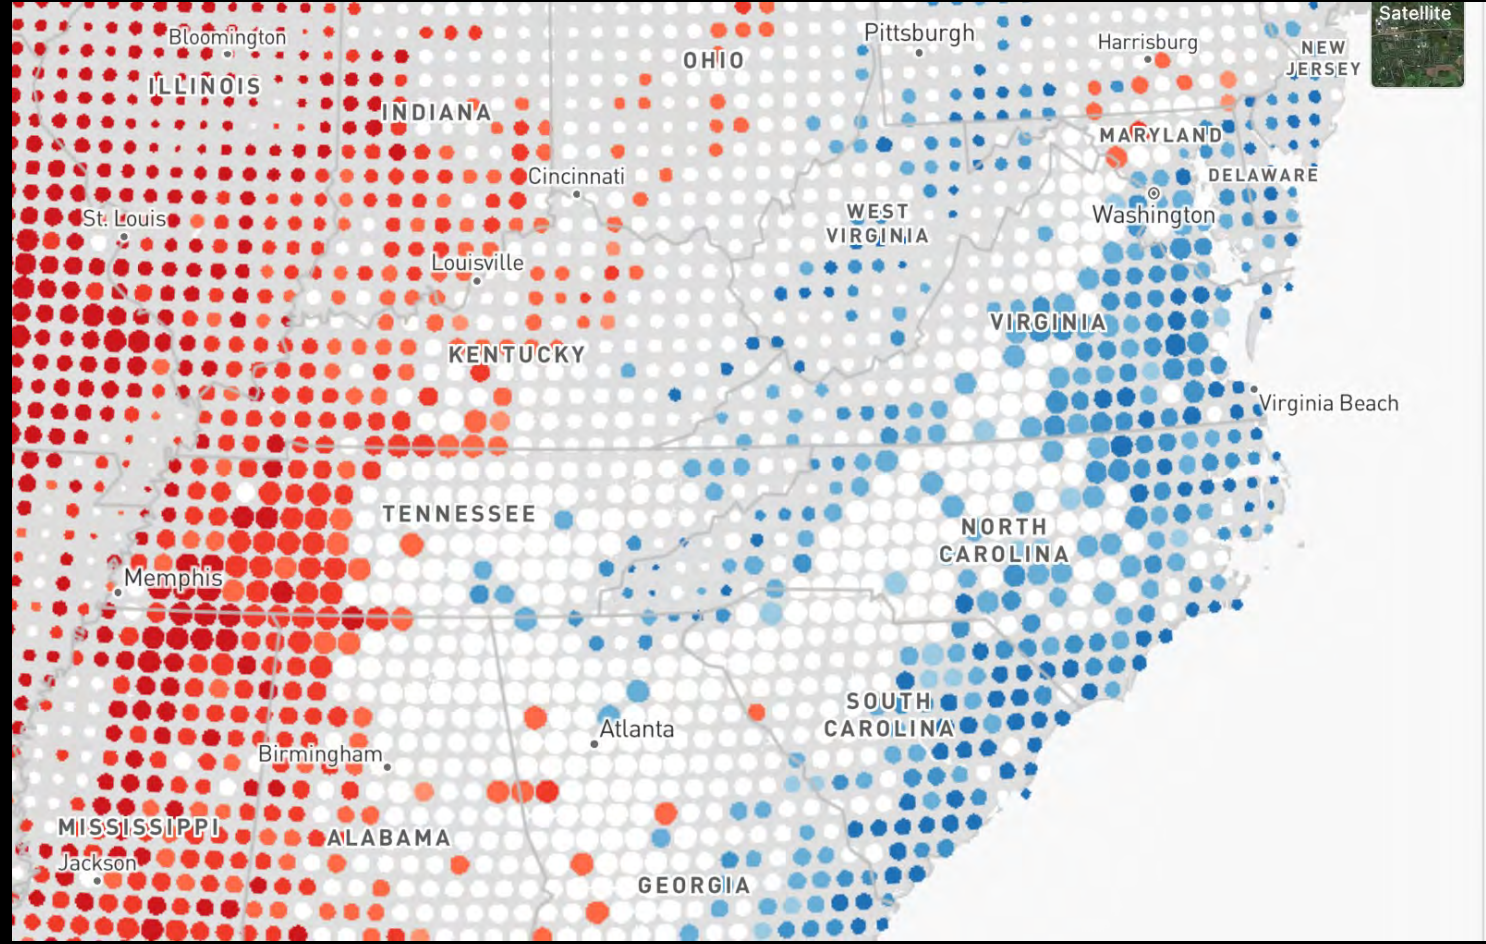 Satellite
Bloomington
Pittsburgh
Harrisburg
OHIO
NEW
JERSEY
ILLINOIS
INDIANA
MARYLAND
Cincinnati
DELAWARE
St. Louis
WEST
VIRGINIA
Washington
Louisville
VIRGINIA
KENTUCKY
Virginia Beach
TENNESSEE
NORTH
CAROLINA
Memphis
SOUTH
CAROLINA
Atlanta
Birmingham
MISSISSIPPI
ALABAMA
Jackson
GEORGIA